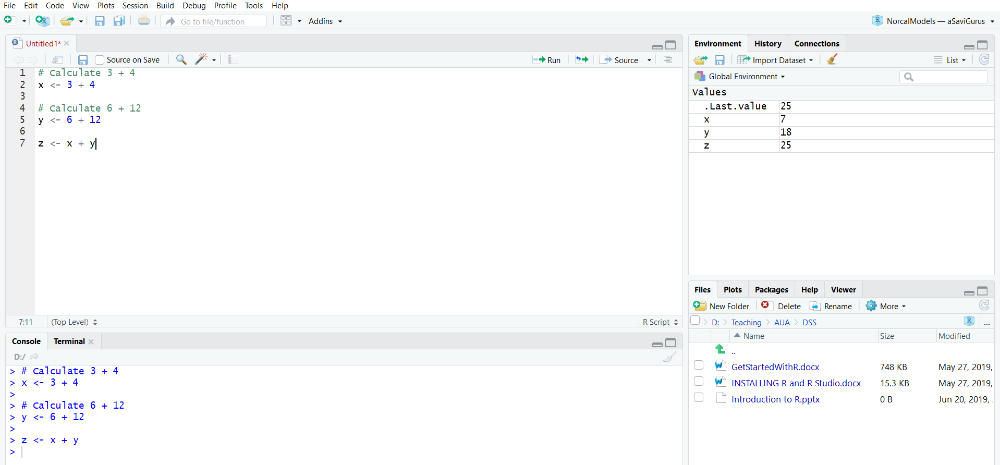 File Edit Code View Plots Session Build Debug Profile Tools Help
Go to file/function Addins NorcalModels — aSaviGurus
Untitled1*
Source on Save Run Source
1 # Calculate 3 + 4
2 x <- 3 + 4
3
4 # Calculate 6 + 12
5 y <- 6 + 12
6
7 z <- x + y
7:11 (Top Level) R Script
Console Terminal
D:/
> # Calculate 3 + 4
> x <- 3 + 4
>
> # Calculate 6 + 12
> y <- 6 + 12
>
> z <- x + y
>
Environment History Connections
Import Dataset List
Global Environment
Values
.Last.value 25
x 7
y 18
z 25
Files Plots Packages Help Viewer
New Folder Delete Rename More
D: Teaching AUA DSS ...
Name Size Modified
..
GetStartedWithR.docx 748 KB May 27, 2019,
INSTALLING R and R Studio.docx 15.3 KB May 27, 2019,
Introduction to R.pptx 0 B Jun 20, 2019,